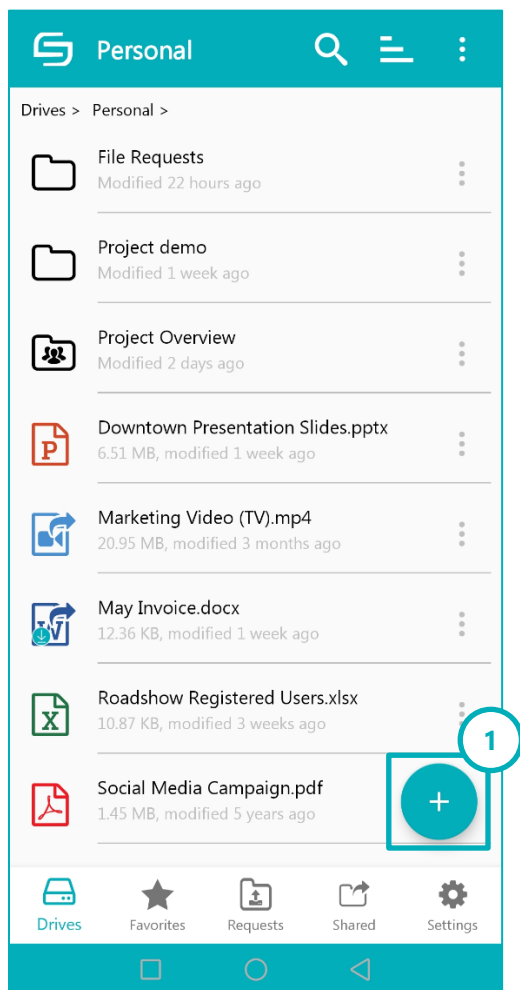 Personal
Drives > Personal >
File Requests
Modified 22 hours ago
Project demo
Modified 1 week ago
Project Overview
Modified 2 days ago
Downtown Presentation Slides.pptx
6.51 MB, modified 1 week ago
Marketing Video (TV).mp4
20.95 MB, modified 3 months ago
May Invoice.docx
12.36 KB, modified 1 week ago
Roadshow Registered Users.xlsx
10.87 KB, modified 3 weeks ago
1
Social Media Campaign.pdf
1.45 MB, modified 5 years ago
+
Drives Favorites Requests Shared Settings